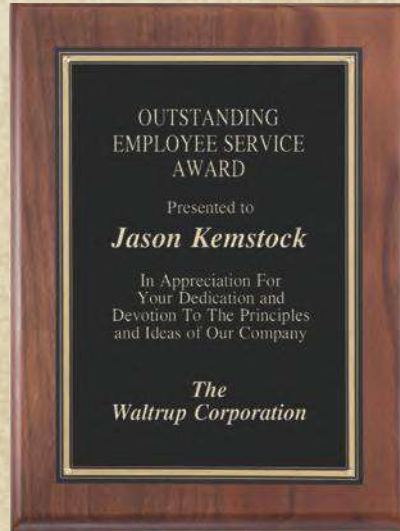 OUTSTANDING
EMPLOYEE SERVICE
AWARD
Presented to
Jason Kemstock
In Appreciation For
Your Dedication and
Devotion To The Principles
and Ideas of Our Company
The
Waltrup Corporation